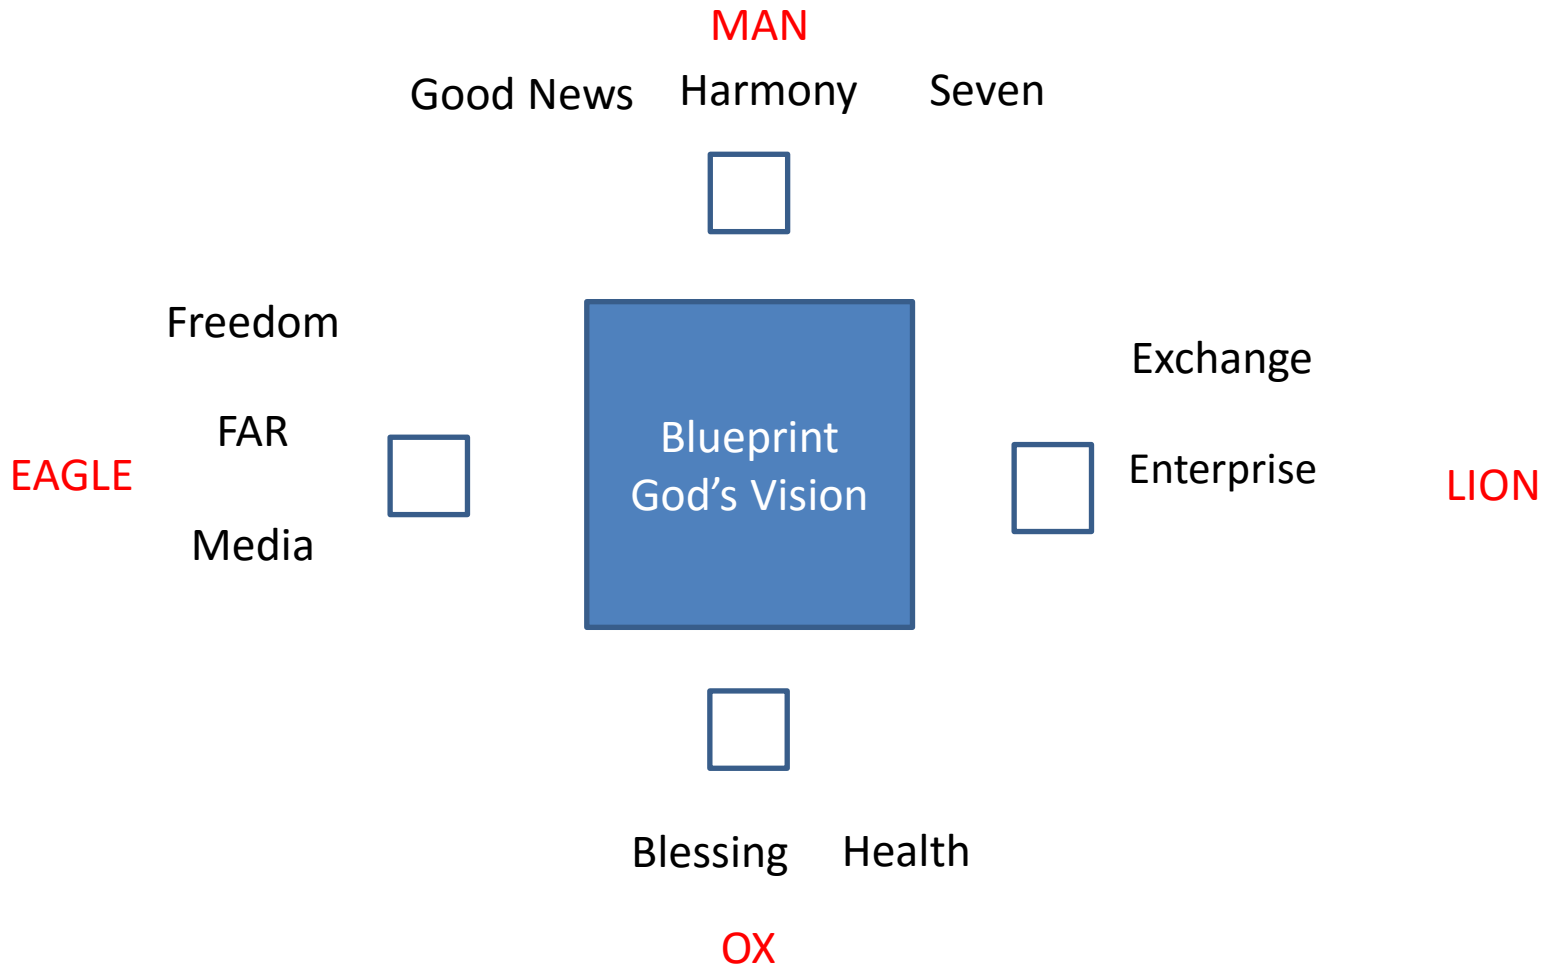 MAN
Good News Harmony Seven
Freedom
Exchange
FAR
Blueprint
God’s Vision
Enterprise
EAGLE
LION
Media
Blessing Health
OX